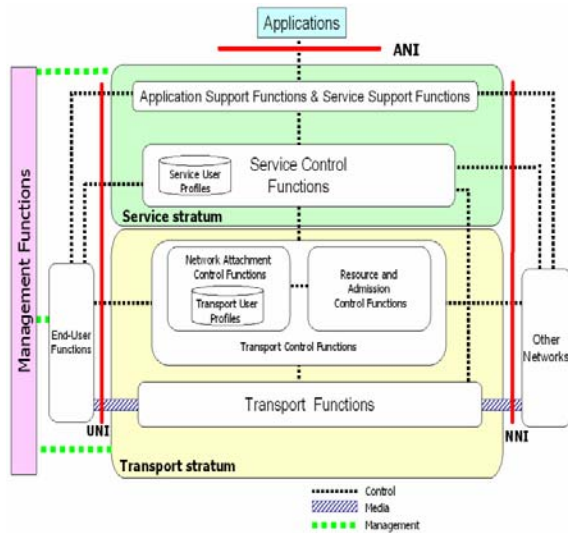 Applications
ANI
Application Support Functions & Service Support Functions
Service User
Profiles
Service Control
Functions
Service stratum
Management Functions
Network Attachment
Control Functions
Transport User
Profiles
Resource and
Admission
Control Functions
Transport Control Functions
End-User
Functions
Other
Networks
Transport Functions
UNI
NNI
Transport stratum
Control
Media
Management